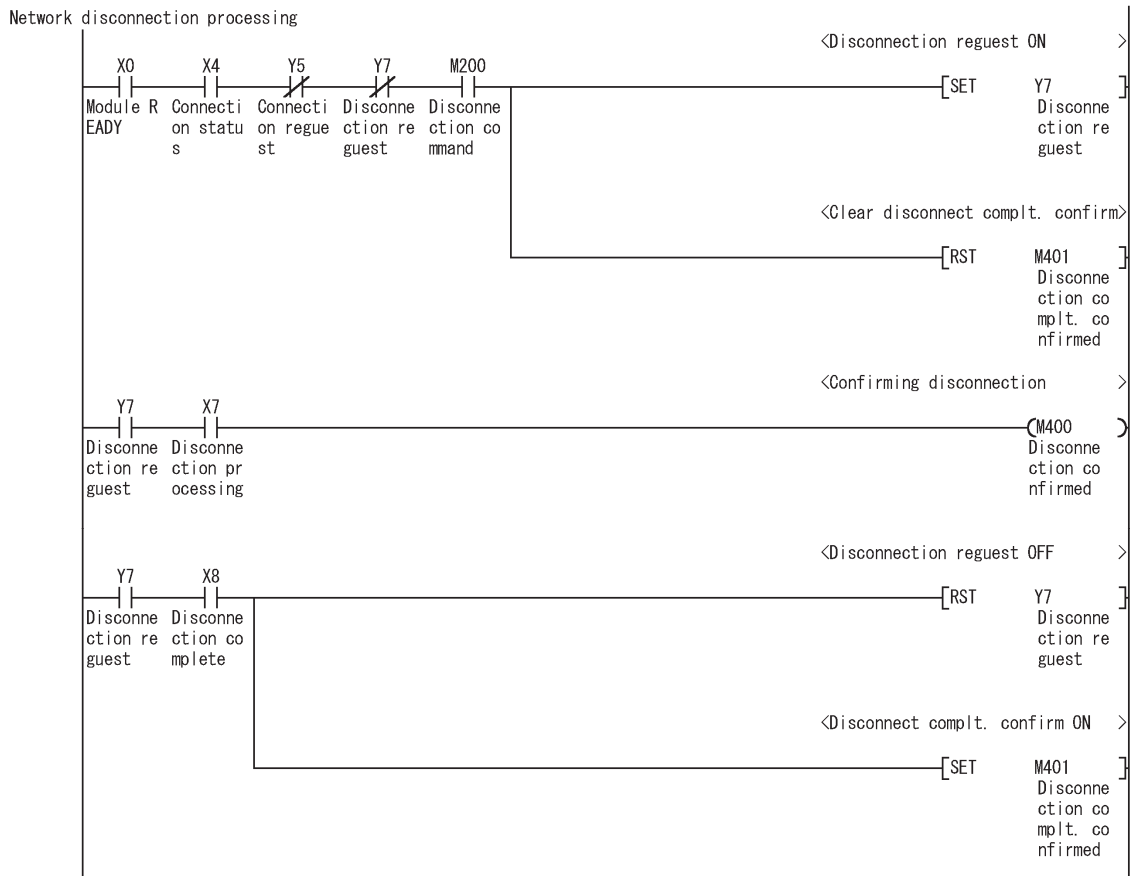 Network disconnection processing
<Disconnection reguest ON >
X0 X4 Y5 Y7 M200
[SET Y7 ]
Module R Connecti Connecti Disconne Disconne
EADY on statu on regue ction re ction co
s st guest mmand
Disconne
ction re
guest
<Clear disconnect complt. confirm>
[RST M401 ]
Disconne
ction co
mplt. co
nfirmed
<Confirming disconnection >
Y7 X7
(M400 )
Disconne Disconne
ction re ction pr
guest ocessing
Disconne
ction co
nfirmed
<Disconnection reguest OFF >
Y7 X8
[RST Y7 ]
Disconne Disconne
ction re ction co
guest mplete
Disconne
ction re
guest
<Disconnect complt. confirm ON >
[SET M401 ]
Disconne
ction co
mplt. co
nfirmed